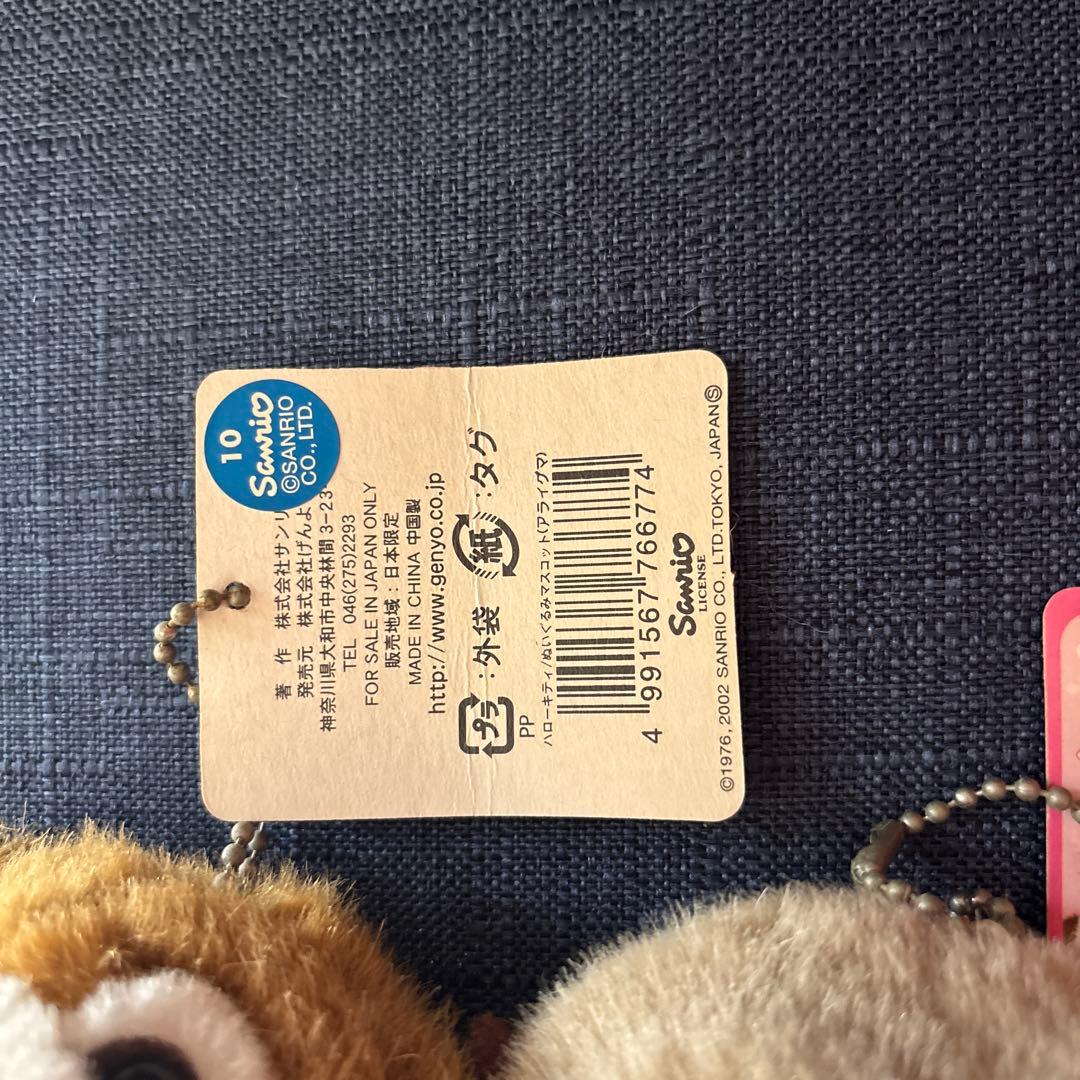 10
Sanrio
©SANRIO
CO., LTD.
著 作 株式会社サンリ
発売元 株式会社げんよ
神奈川県大和市中央林間 3-23
TEL 046(275)2293
FOR SALE IN JAPAN ONLY
販売地域：日本限定
MADE IN CHINA 中国製
http://www.genyo.co.jp
プラ :外袋 紙 :タグ
PP
ハローキティ/ぬいぐるみマスコット(アライグマ)
4 991567 766774
Sanrio
LICENSE
©1976, 2002 SANRIO CO., LTD.TOKYO, JAPAN Ⓢ